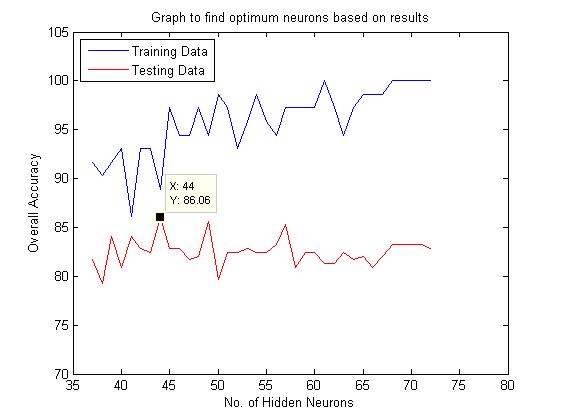 Graph to find optimum neurons based on results
105
100
95
90
85
80
75
70
Overall Accuracy
Training Data
Testing Data
X: 44
Y: 86.06
35 40 45 50 55 60 65 70 75 80
No. of Hidden Neurons